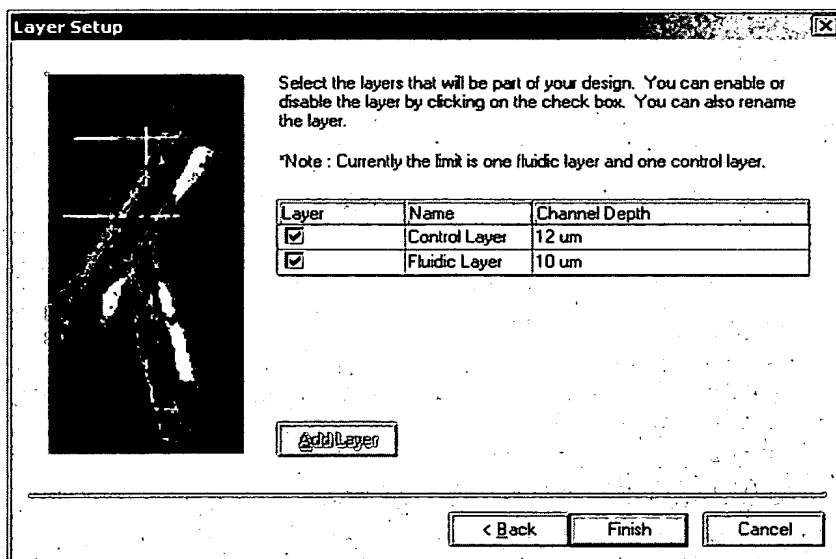 Layer Setup
Select the layers that will be part of your design. You can enable or
disable the layer by clicking on the check box. You can also rename
the layer.
*Note : Currently the limit is one fluidic layer and one control layer.
Layer Name Channel Depth
Control Layer 12 um
Fluidic Layer 10 um
Add Layer
< Back Finish Cancel